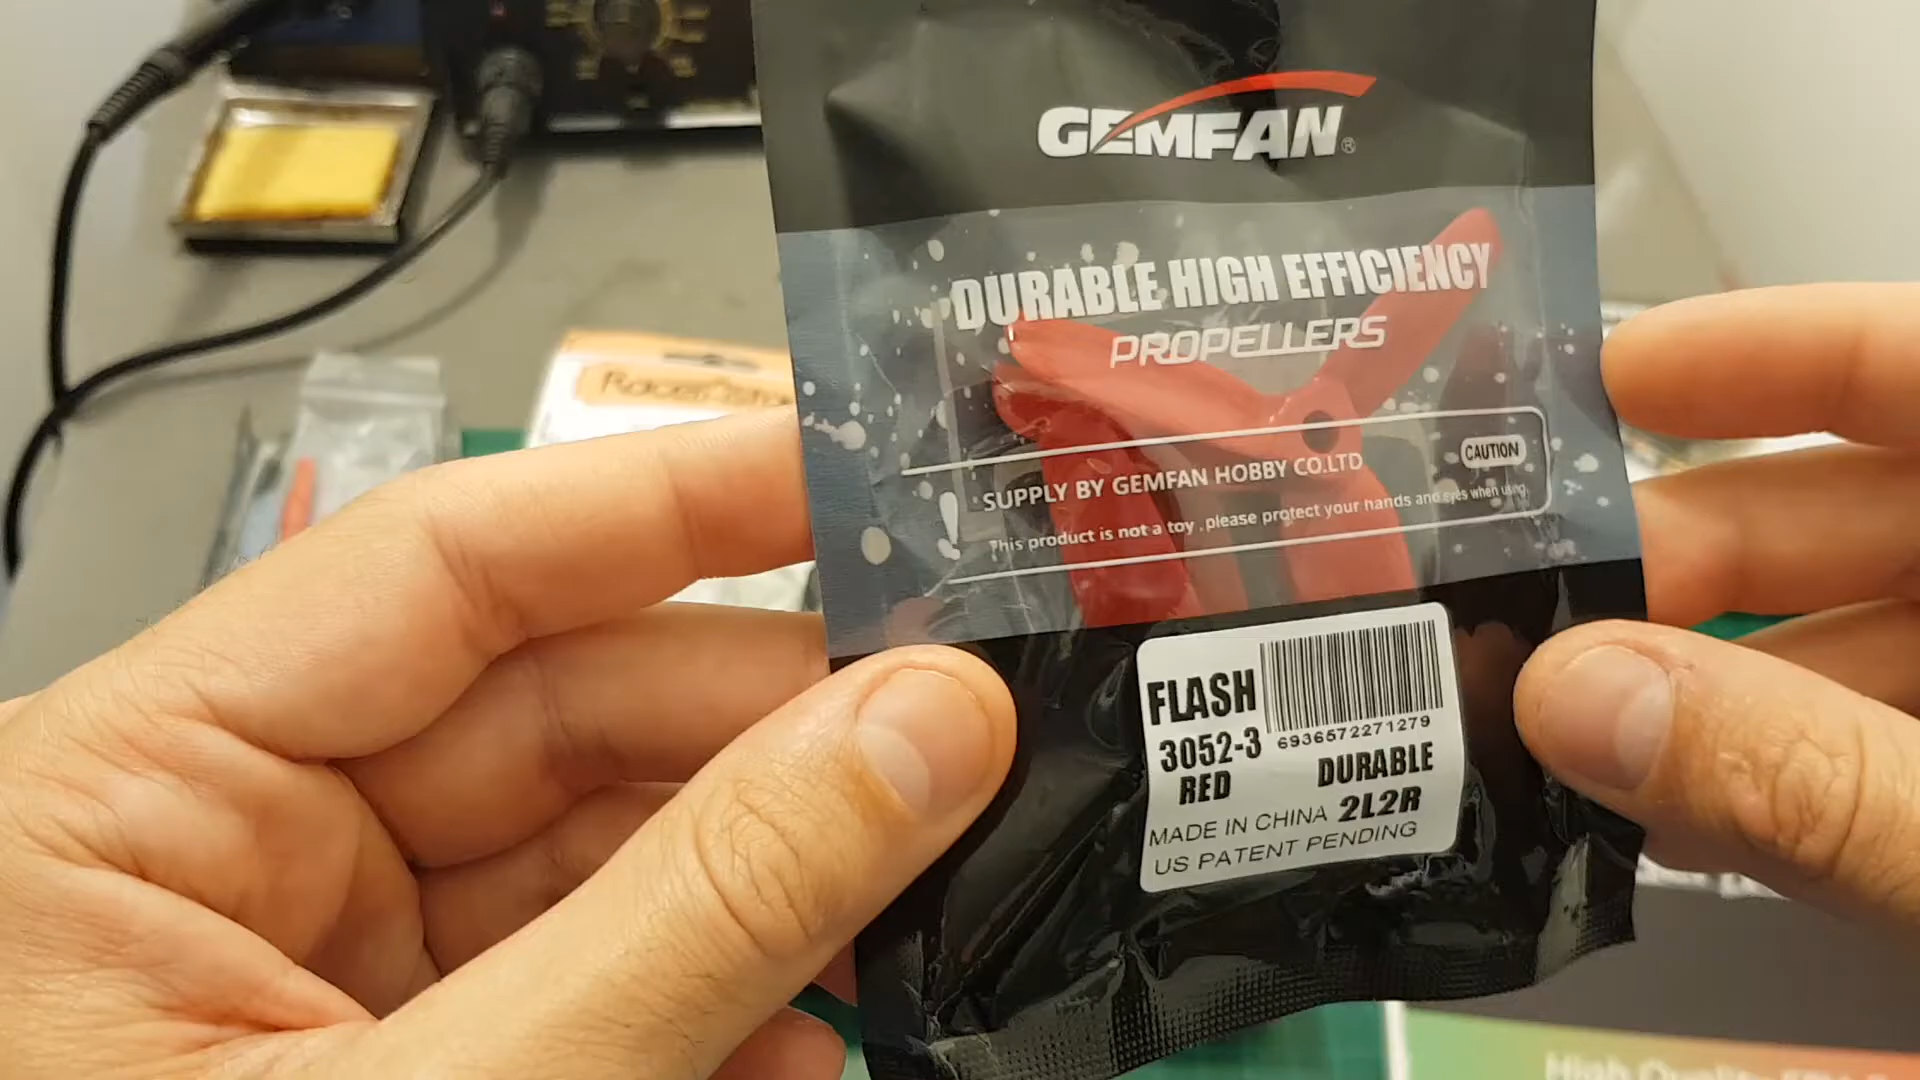 GEMFAN®
DURABLE HIGH EFFICIENCY
PROPELLERS
CAUTION
SUPPLY BY GEMFAN HOBBY CO.LTD
This product is not a toy , please protect your hands and eyes when using.
FLASH
3052-3
RED
6936572271279
DURABLE
2L2R
MADE IN CHINA
US PATENT PENDING
High Quality